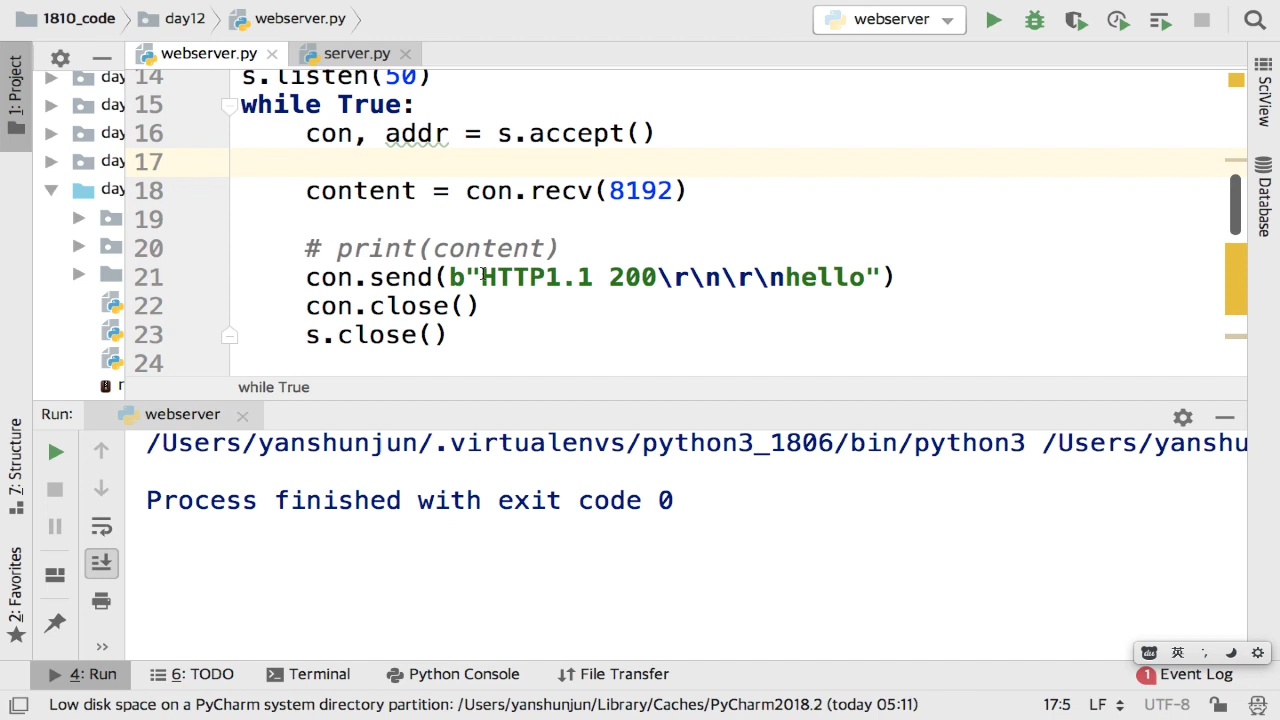 1810_code day12 webserver.py webserver
1: Project
webserver.py server.py
day
day
day
day
day
14 s.listen(50)
15 while True:
16 con, addr = s.accept()
17
18 content = con.recv(8192)
19
20 # print(content)
21 con.send(b"HTTP1.1 200\r\n\r\nhello")
22 con.close()
23 s.close()
24
while True
SciView
Database
Run: webserver
/Users/yanshunjun/.virtualenvs/python3_1806/bin/python3 /Users/yanshu
Process finished with exit code 0
7: Structure
2: Favorites
»
英
4: Run 6: TODO Terminal Python Console File Transfer 1 Event Log
Low disk space on a PyCharm system directory partition: /Users/yanshunjun/Library/Caches/PyCharm2018.2 (today 05:11) 17:5 LF UTF-8